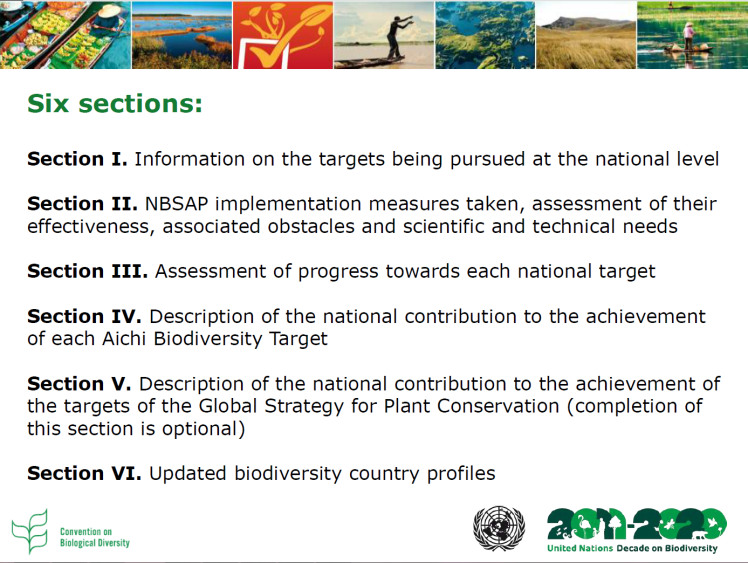 Six sections:
Section I. Information on the targets being pursued at the national level
Section II. NBSAP implementation measures taken, assessment of their
effectiveness, associated obstacles and scientific and technical needs
Section III. Assessment of progress towards each national target
Section IV. Description of the national contribution to the achievement
of each Aichi Biodiversity Target
Section V. Description of the national contribution to the achievement of
the targets of the Global Strategy for Plant Conservation (completion of
this section is optional)
Section VI. Updated biodiversity country profiles
Convention on
Biological Diversity
2011-2020
United Nations Decade on Biodiversity